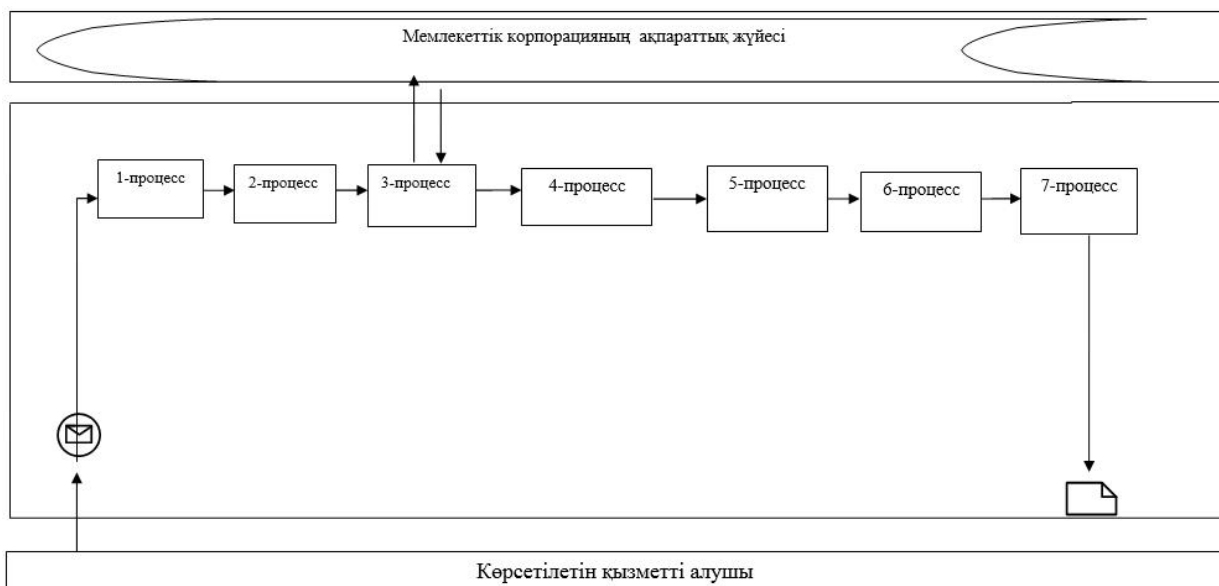 Мемлекеттік корпорацияның ақпараттық жүйесі
1-процесс
2-процесс
3-процесс
4-процесс
5-процесс
6-процесс
7-процесс
Көрсетілетін қызметті алушы